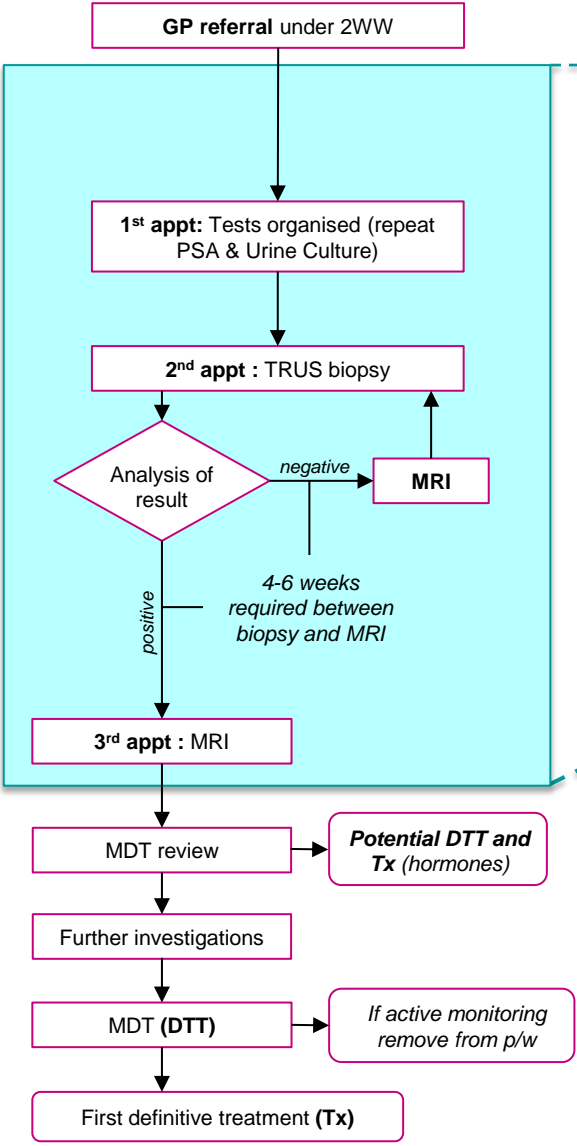 GP referral under 2WW
1st appt: Tests organised (repeat
PSA & Urine Culture)
2nd appt : TRUS biopsy
Analysis of
result
negative
MRI
4-6 weeks
required between
biopsy and MRI
positive
3rd appt : MRI
MDT review
Potential DTT and
Tx (hormones)
Further investigations
MDT (DTT)
If active monitoring
remove from p/w
First definitive treatment (Tx)